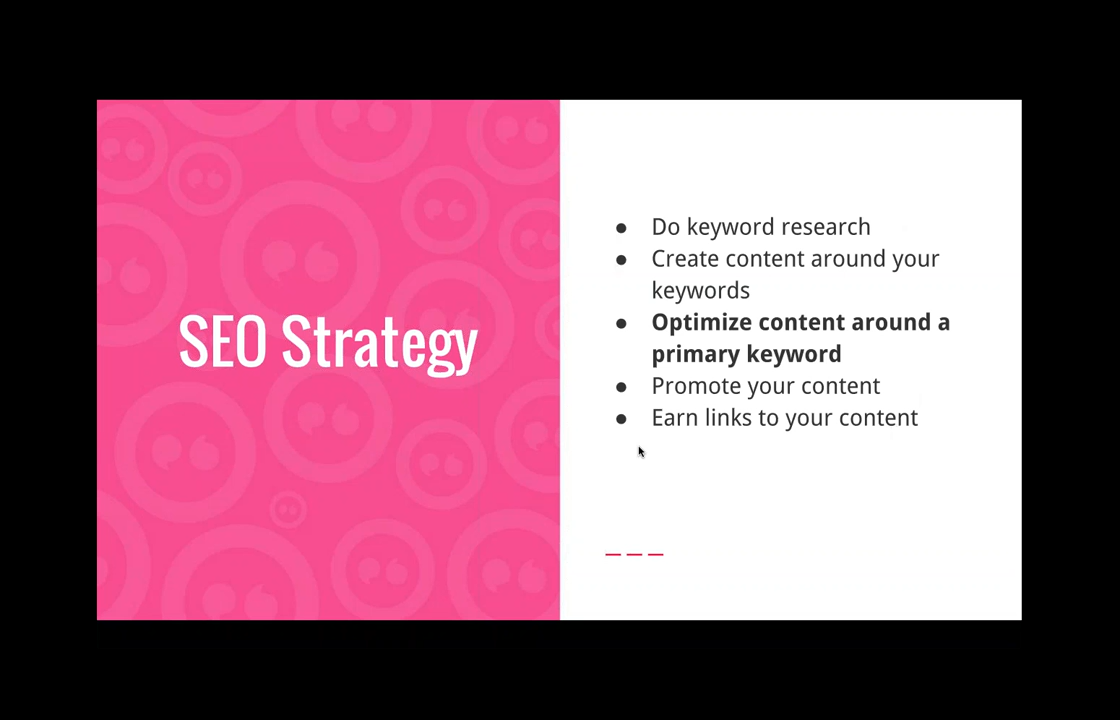 SEO Strategy
● Do keyword research
● Create content around your
keywords
● Optimize content around a
primary keyword
● Promote your content
● Earn links to your content